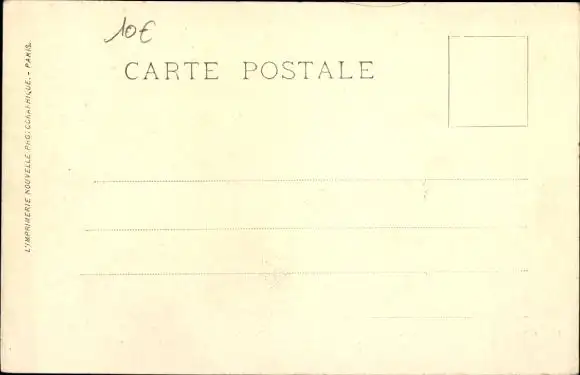 10€
CARTE POSTALE
L'IMPRIMERIE NOUVELLE PHOTOGRAPHIQUE. - PARIS.